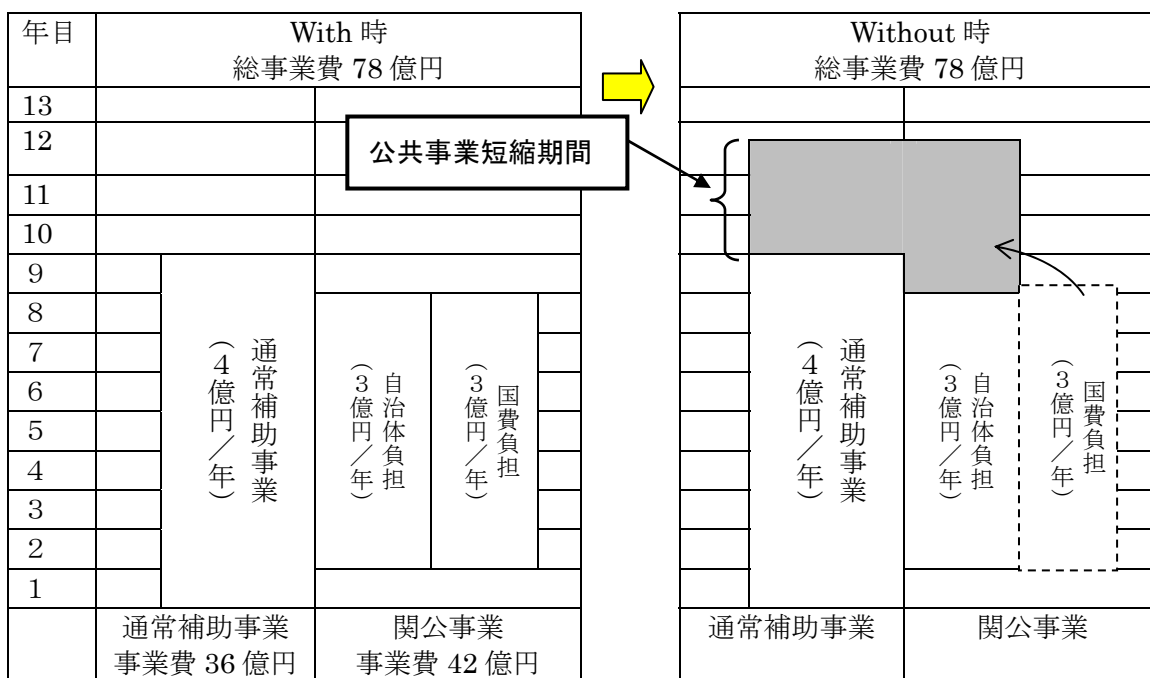 年目
With 時
総事業費 78 億円
Without 時
総事業費 78 億円
13
12
11
10
9
8
7
6
5
4
3
2
1
公共事業短縮期間
通常補助事業
(4億円/年)
自治体負担
(3億円/年)
国費負担
(3億円/年)
通常補助事業
(4億円/年)
自治体負担
(3億円/年)
国費負担
(3億円/年)
通常補助事業
事業費 36 億円
関公事業
事業費 42 億円
通常補助事業
関公事業